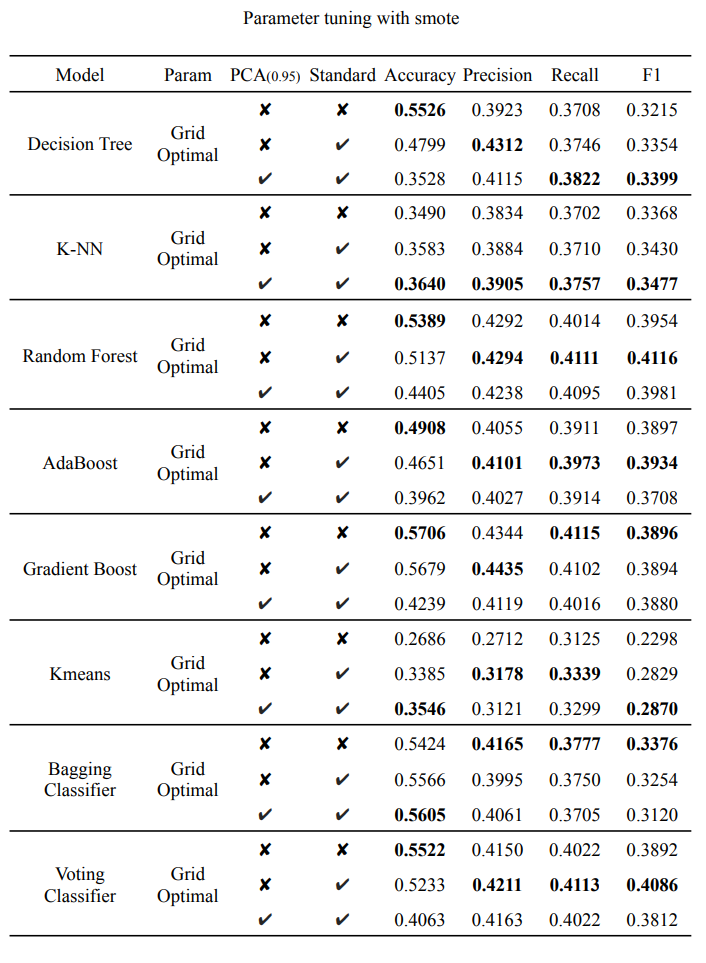 Parameter tuning with smote
Model Param PCA(0.95) Standard Accuracy Precision Recall F1
Decision Tree Grid Optimal ✘ ✘ 0.5526 0.3923 0.3708 0.3215
✘ ✔ 0.4799 0.4312 0.3746 0.3354
✔ ✔ 0.3528 0.4115 0.3822 0.3399
K-NN Grid Optimal ✘ ✘ 0.3490 0.3834 0.3702 0.3368
✘ ✔ 0.3583 0.3884 0.3710 0.3430
✔ ✔ 0.3640 0.3905 0.3757 0.3477
Random Forest Grid Optimal ✘ ✘ 0.5389 0.4292 0.4014 0.3954
✘ ✔ 0.5137 0.4294 0.4111 0.4116
✔ ✔ 0.4405 0.4238 0.4095 0.3981
AdaBoost Grid Optimal ✘ ✘ 0.4908 0.4055 0.3911 0.3897
✘ ✔ 0.4651 0.4101 0.3973 0.3934
✔ ✔ 0.3962 0.4027 0.3914 0.3708
Gradient Boost Grid Optimal ✘ ✘ 0.5706 0.4344 0.4115 0.3896
✘ ✔ 0.5679 0.4435 0.4102 0.3894
✔ ✔ 0.4239 0.4119 0.4016 0.3880
Kmeans Grid Optimal ✘ ✘ 0.2686 0.2712 0.3125 0.2298
✘ ✔ 0.3385 0.3178 0.3339 0.2829
✔ ✔ 0.3546 0.3121 0.3299 0.2870
Bagging Classifier Grid Optimal ✘ ✘ 0.5424 0.4165 0.3777 0.3376
✘ ✔ 0.5566 0.3995 0.3750 0.3254
✔ ✔ 0.5605 0.4061 0.3705 0.3120
Voting Classifier Grid Optimal ✘ ✘ 0.5522 0.4150 0.4022 0.3892
✘ ✔ 0.5233 0.4211 0.4113 0.4086
✔ ✔ 0.4063 0.4163 0.4022 0.3812